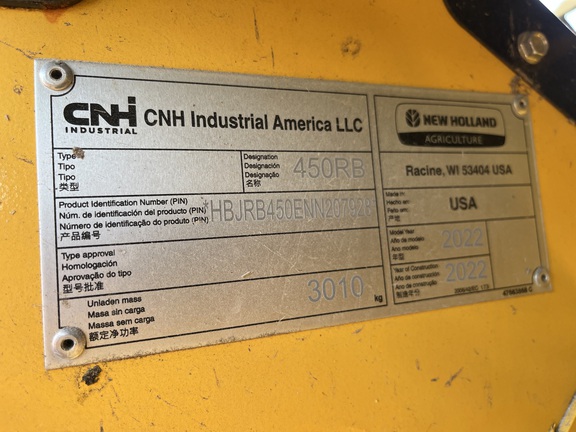 CNH
INDUSTRIAL
CNH Industrial America LLC
Type
Tipo
Tipo
类型
Designation
Designación
Designação
名称
450RB
Product Identification Number (PIN)
Núm. de identificación del producto (PIN)
Número de identificação do produto (PIN)
产品编号
*HBJRB450ENN207928
Type approval
Homologación
Aprovação do tipo
型号批准
Unladen mass
Masa sin carga
Massa sem carga
额定净功率
3010 kg
NEW HOLLAND
AGRICULTURE
Racine, WI 53404 USA
Made in
Hecho en
Feito em
产地
USA
Model Year
Año de modelo
Ano modelo
年型
2022
Year of Construction
Año de construcción
Ano de construção
制造年份
2022